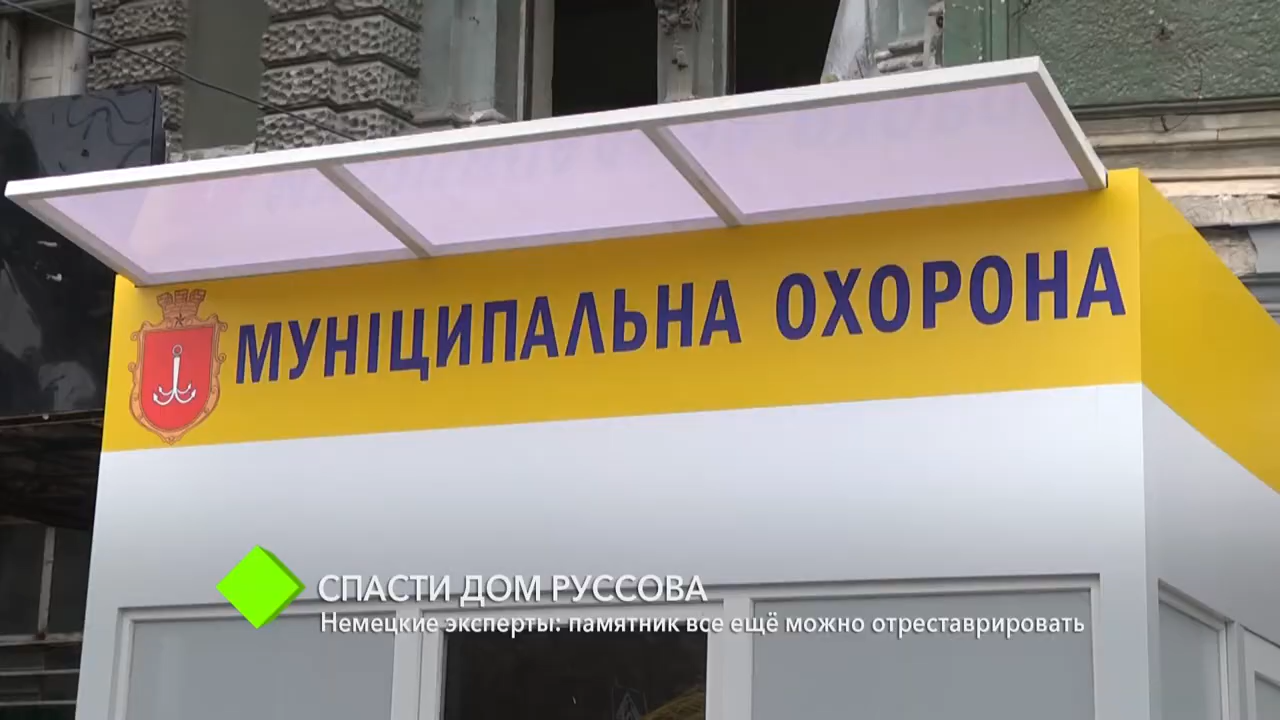 МУНІЦИПАЛЬНА ОХОРОНА
СПАСТИ ДОМ РУССОВА
Немецкие эксперты: памятник все ещё можно отреставрировать